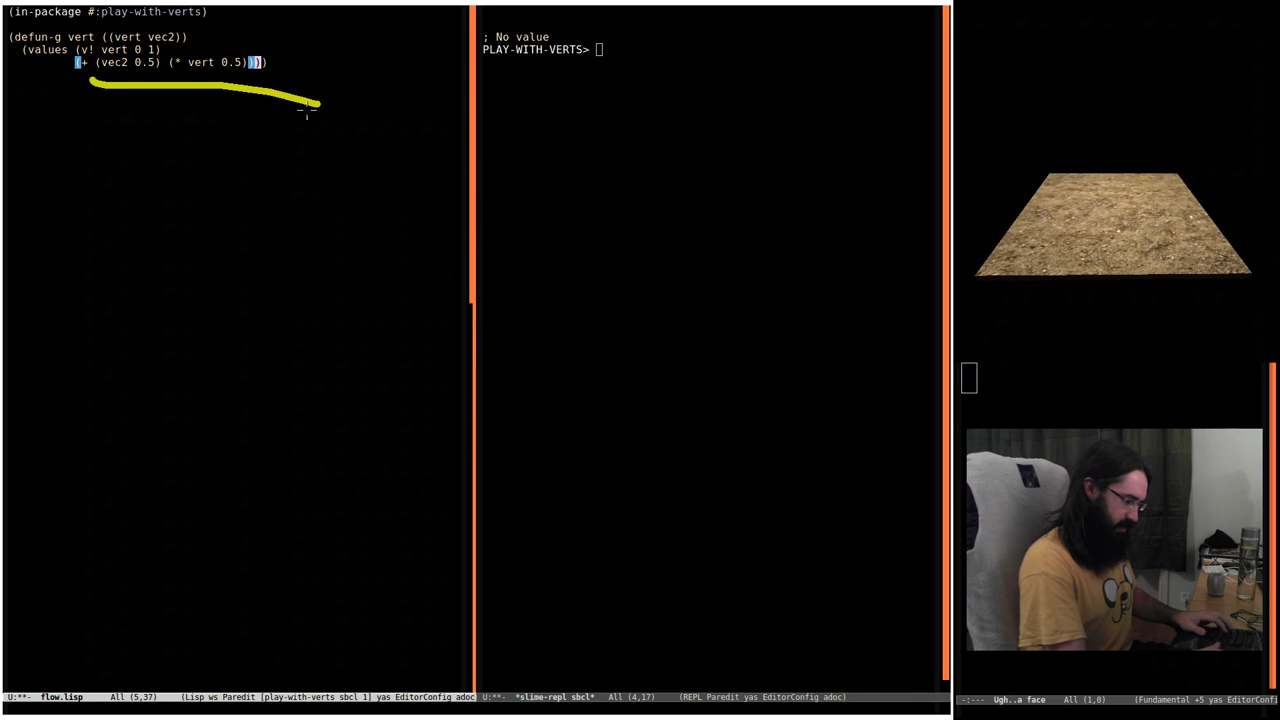 (in-package #:play-with-verts)
(defun-g vert ((vert vec2))
(values (v! vert 0 1)
(+ (vec2 0.5) (* vert 0.5))))
; No value
PLAY-WITH-VERTS>
U:**- flow.lisp All (5,37) (Lisp ws Paredit [play-with-verts sbcl 1] yas EditorConfig adoc
U:**- *slime-repl sbcl* All (4,17) (REPL Paredit yas EditorConfig adoc)
-:--- Ugh..a face All (1,0) (Fundamental +5 yas EditorConf